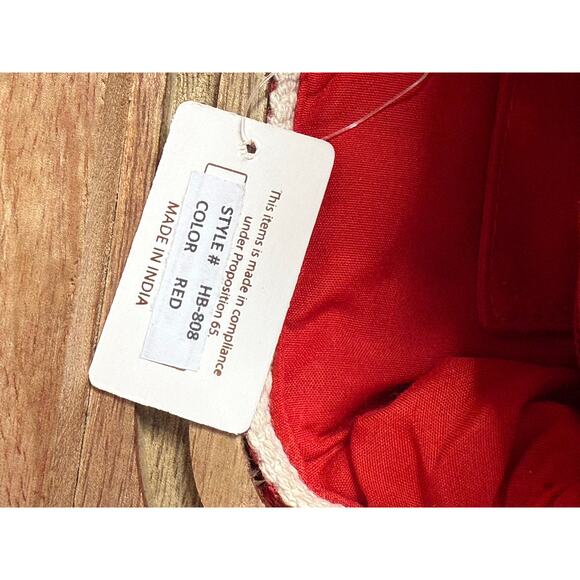 This items is made in compliance
under Proposition 65.
STYLE # HB-808
COLOR RED
MADE IN INDIA